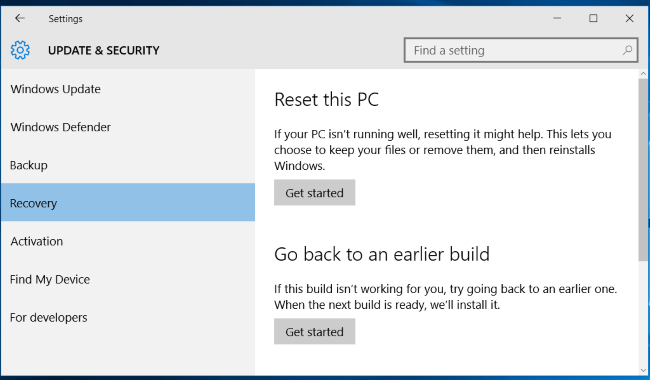 Settings
UPDATE & SECURITY
Find a setting
Windows Update
Windows Defender
Backup
Recovery
Activation
Find My Device
For developers
Reset this PC
If your PC isn't running well, resetting it might help. This lets you
choose to keep your files or remove them, and then reinstalls
Windows.
Get started
Go back to an earlier build
If this build isn't working for you, try going back to an earlier one.
When the next build is ready, we'll install it.
Get started